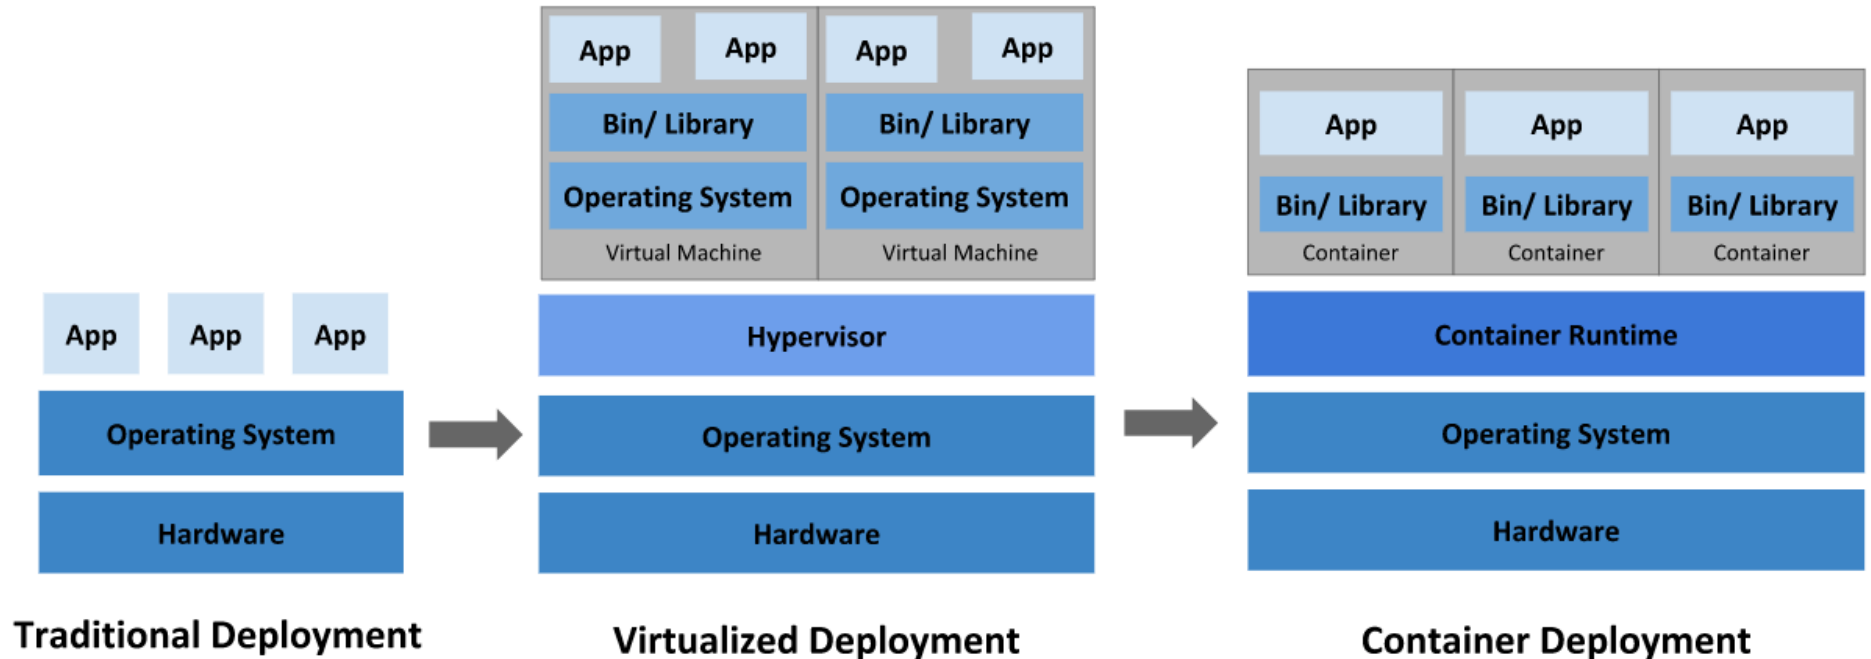 App App App
Operating System
Hardware
Traditional Deployment
App App App App
Bin/ Library Bin/ Library
Operating System Operating System
Virtual Machine Virtual Machine
Hypervisor
Operating System
Hardware
Virtualized Deployment
App App App
Bin/ Library Bin/ Library Bin/ Library
Container Container Container
Container Runtime
Operating System
Hardware
Container Deployment